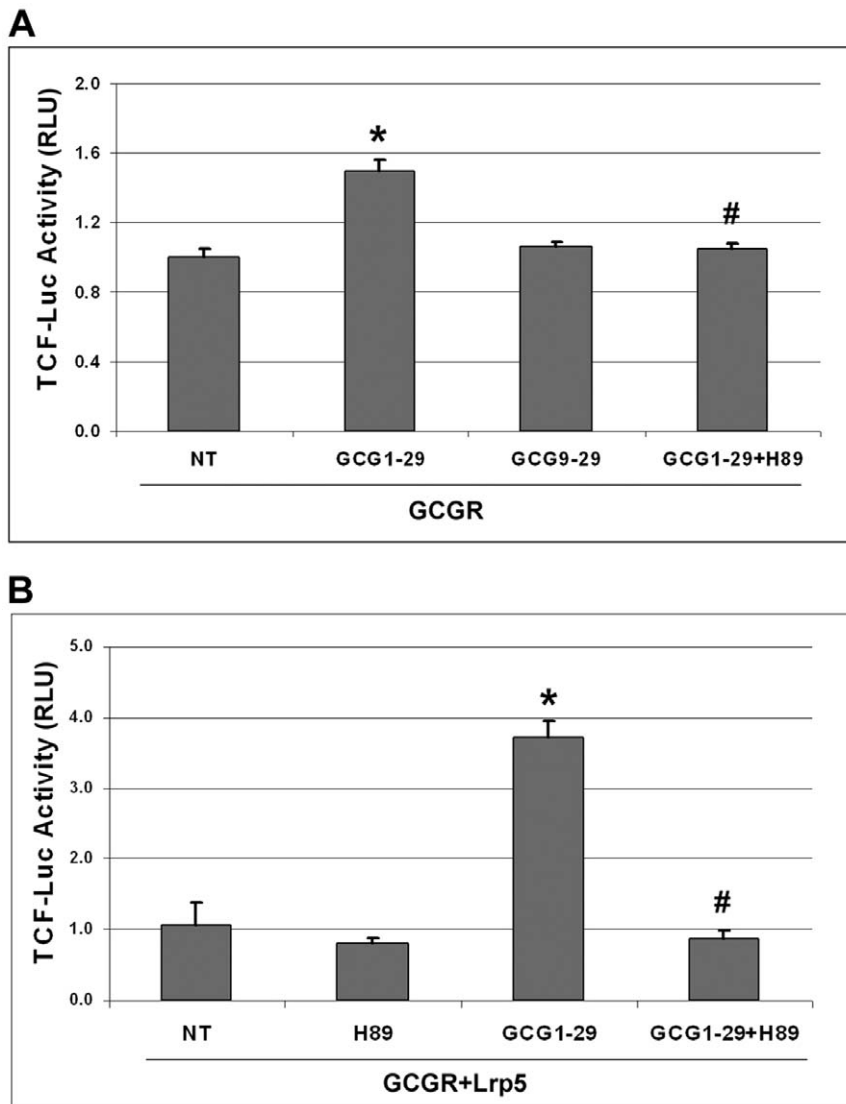 A
TCF-Luc Activity (RLU)
2.0
1.6
1.2
0.8
0.4
0.0
*
#
NT GCG1-29 GCG9-29 GCG1-29+H89
GCGR
B
TCF-Luc Activity (RLU)
5.0
4.0
3.0
2.0
1.0
0.0
*
#
NT H89 GCG1-29 GCG1-29+H89
GCGR+Lrp5